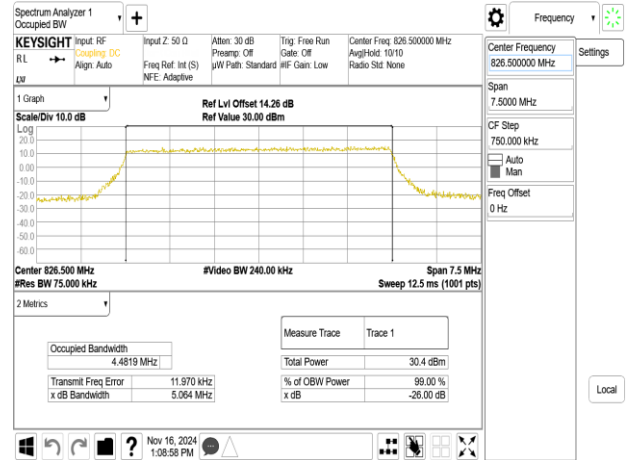 Spectrum Analyzer 1
Occupied BW
Frequency
KEYSIGHT
Input: RF
Input Z: 50 Ω
Atten: 30 dB
Trig: Free Run
Center Freq: 826.500000 MHz
RL
Coupling: DC
Preamp: Off
Gate: Off
Avg|Hold: 10/10
Align: Auto
Freq Ref: Int (S)
µW Path: Standard
#IF Gain: Low
Radio Std: None
NFE: Adaptive
LXI
Center Frequency
826.500000 MHz
Settings
Span
7.5000 MHz
CF Step
750.000 kHz
Auto
Man
Freq Offset
0 Hz
Local
1 Graph
Ref Lvl Offset 14.26 dB
Scale/Div 10.0 dB
Ref Value 30.00 dBm
Log
20.0
10.0
0.00
-10.0
-20.0
-30.0
-40.0
-50.0
-60.0
Center 826.500 MHz
#Video BW 240.00 kHz
Span 7.5 MHz
#Res BW 75.000 kHz
Sweep 12.5 ms (1001 pts)
2 Metrics
Measure Trace
Trace 1
Occupied Bandwidth
4.4819 MHz
Total Power
30.4 dBm
Transmit Freq Error
11.970 kHz
% of OBW Power
99.00 %
x dB Bandwidth
5.064 MHz
x dB
-26.00 dB
?
Nov 16, 2024
1:08:58 PM